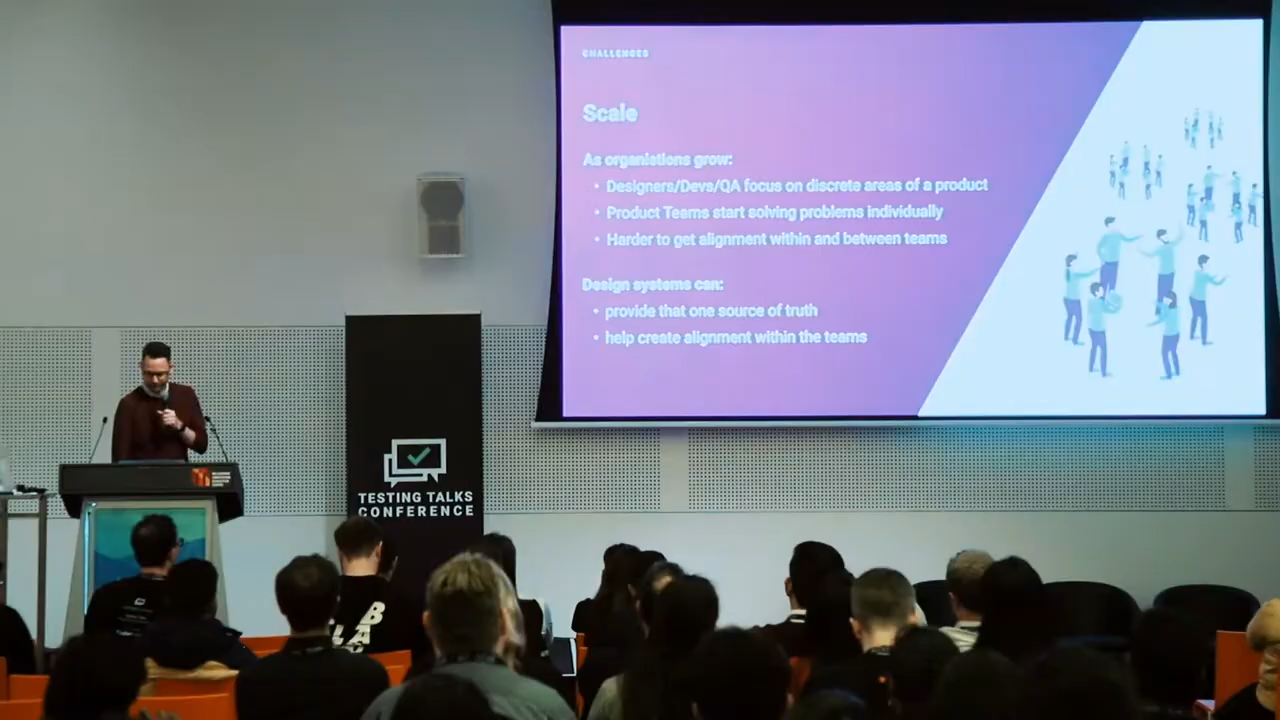 CHALLENGES
Scale
As organistions grow:
• Designers/Devs/QA focus on discrete areas of a product
• Product Teams start solving problems individually
• Harder to get alignment within and between teams
Design systems can:
• provide that one source of truth
• help create alignment within the teams
TESTING TALKS
CONFERENCE